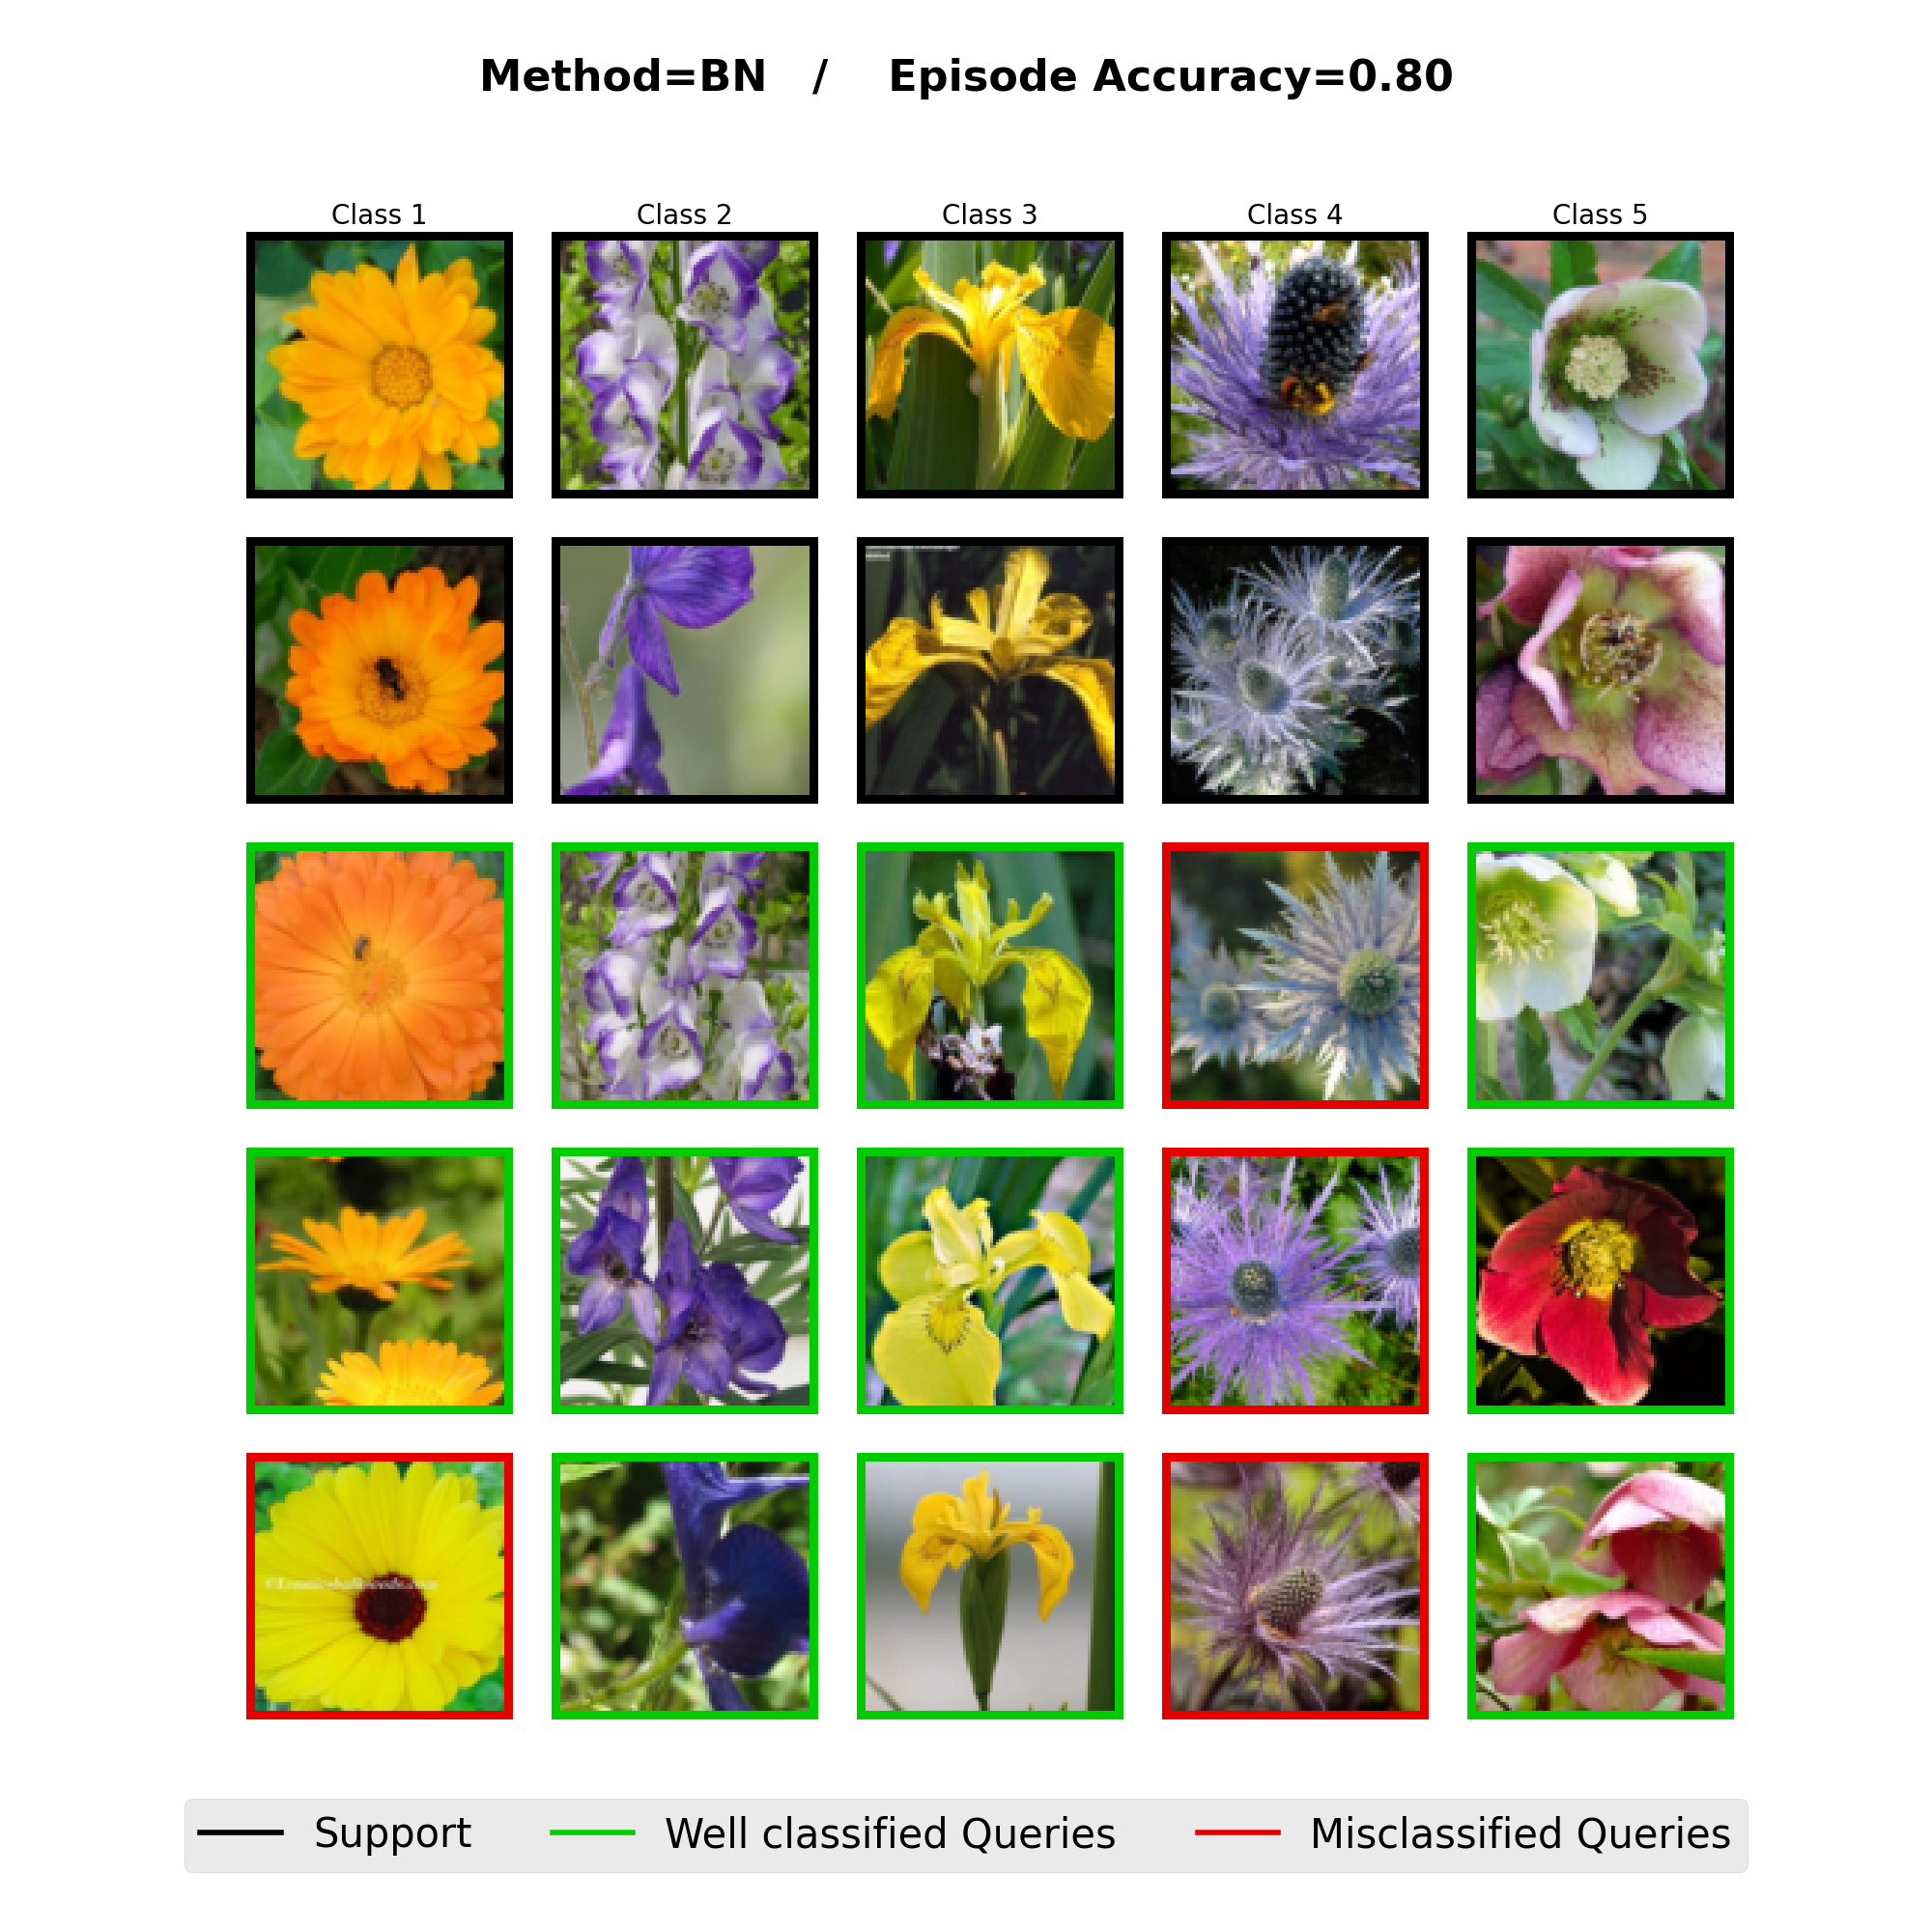 Method=BN / Episode Accuracy=0.80
Class 1 Class 2 Class 3 Class 4 Class 5
Support Well classified Queries Misclassified Queries